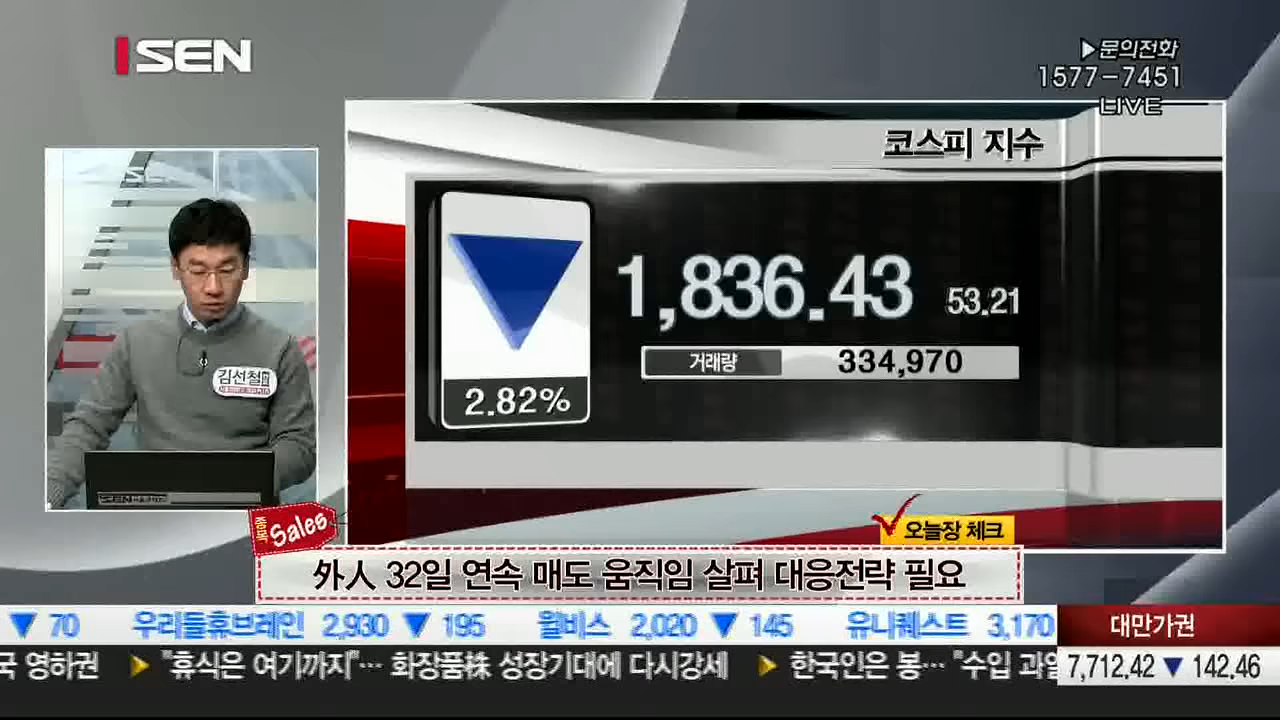 SEN
▶문의전화
1577-7451
LIVE
코스피 지수
1,836.43 53.21
거래량 334,970
2.82%
김선철
SEN
종목 Sales
오늘장 체크
外人 32일 연속 매도 움직임 살펴 대응전략 필요
▼ 70 우리들휴브레인 2,930 ▼ 195 윌비스 2,020 ▼ 145 유니퀘스트 3,170
대만가권
국 영하권 ▶ "휴식은 여기까지"… 화장품株 성장기대에 다시강세 ▶ 한국인은 봉… "수입 과일
7,712.42 ▼ 142.46